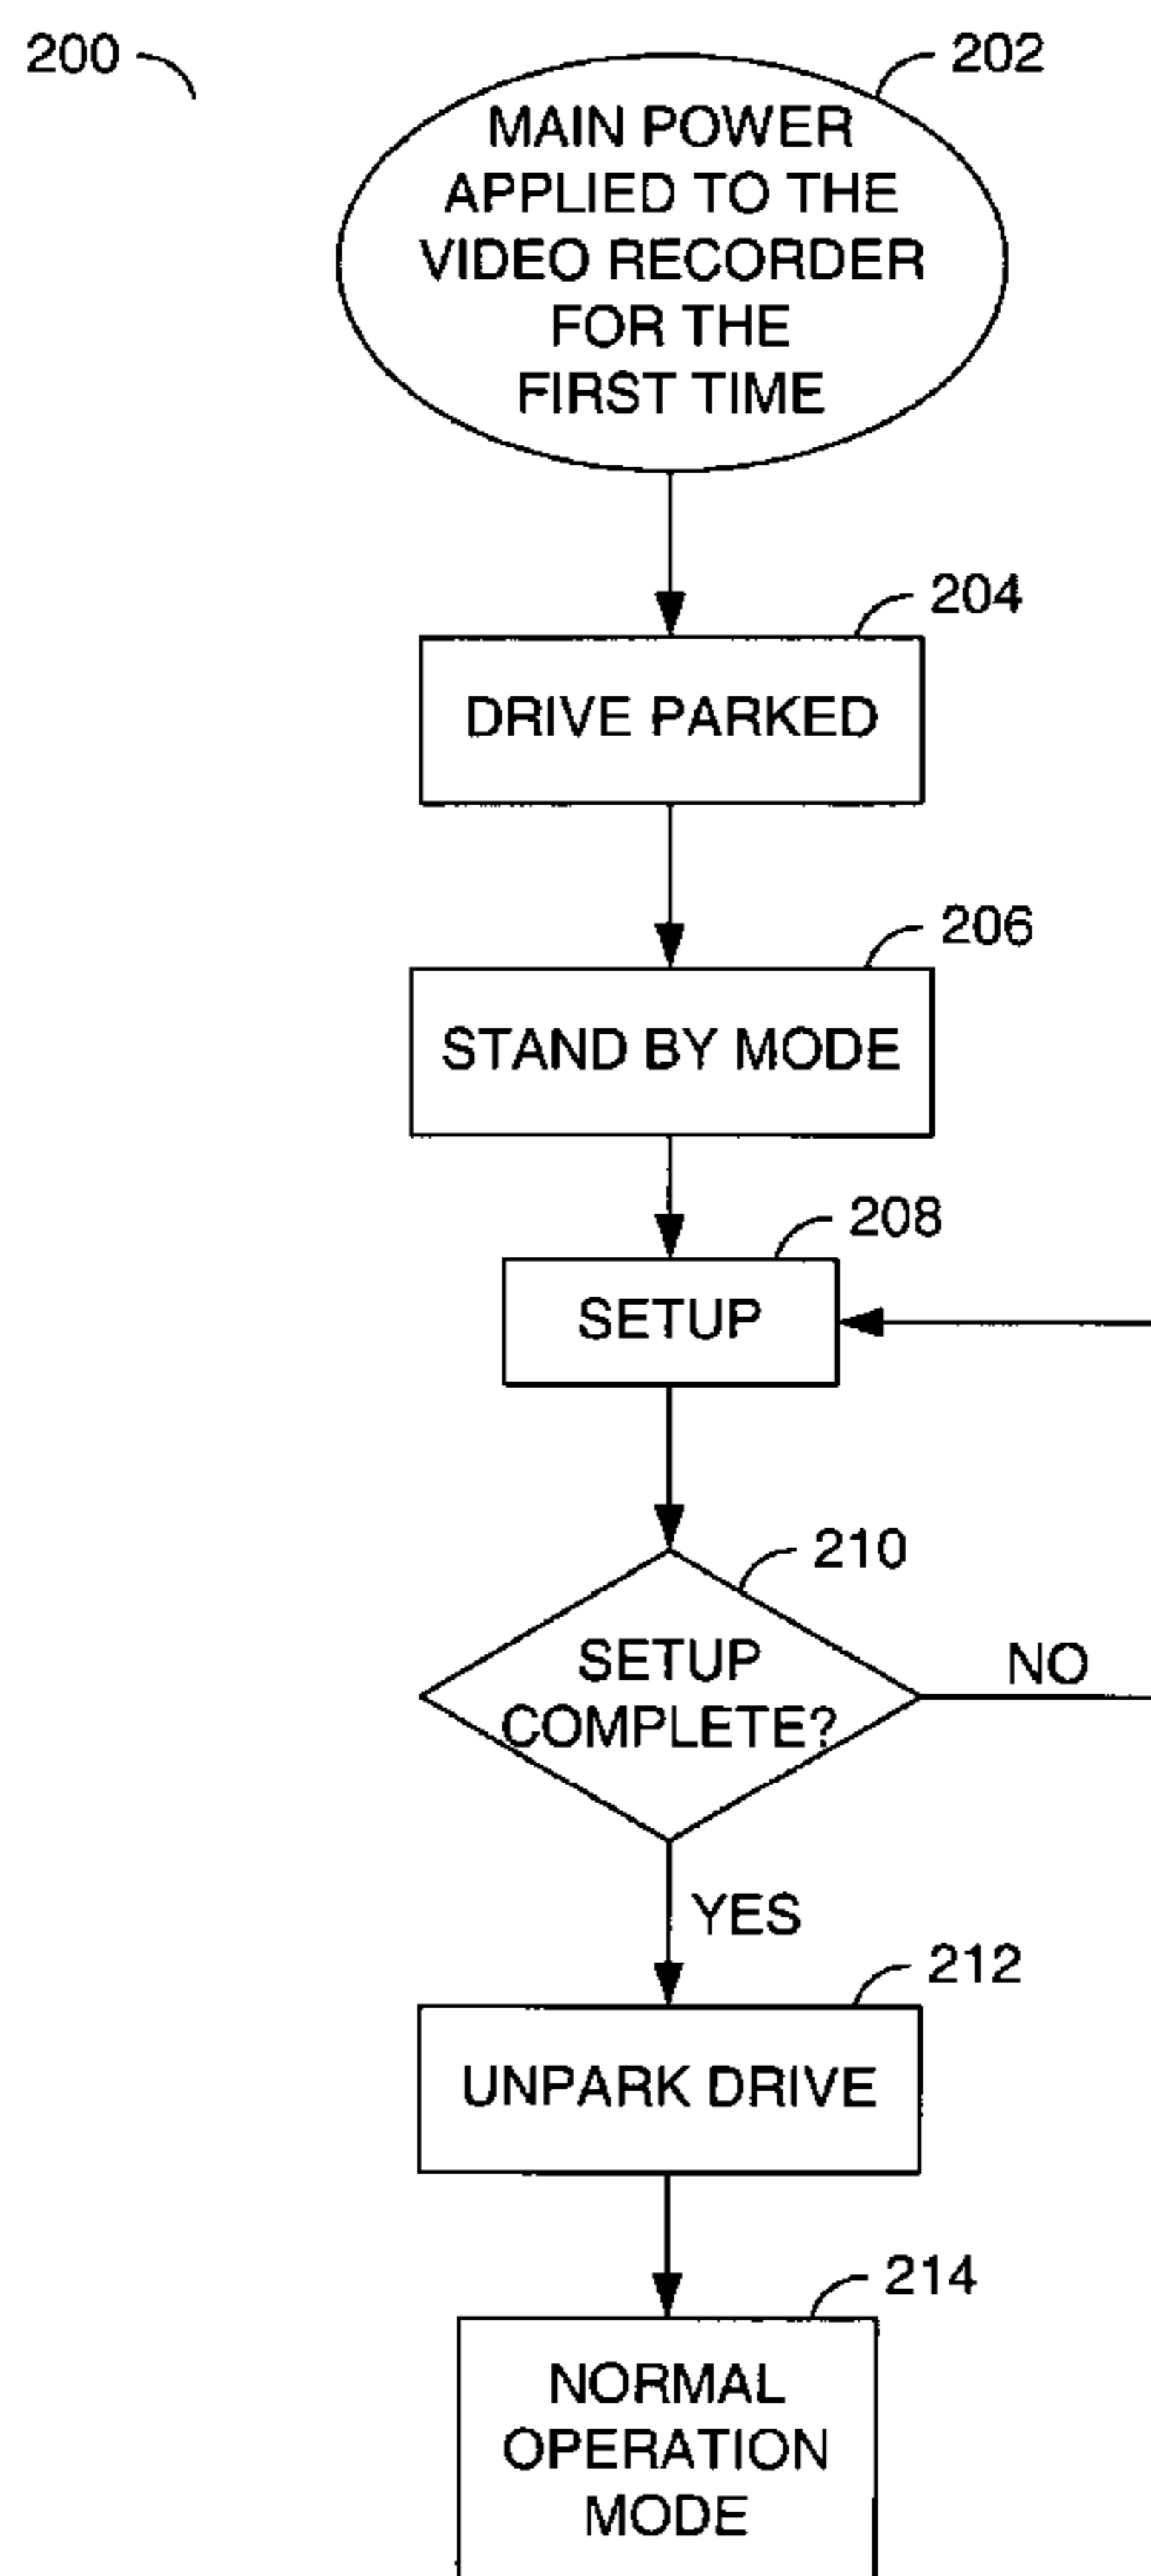 200
202
MAIN POWER
APPLIED TO THE
VIDEO RECORDER
FOR THE
FIRST TIME
204
DRIVE PARKED
206
STAND BY MODE
208
SETUP
210
SETUP
COMPLETE?
NO
YES
212
UNPARK DRIVE
214
NORMAL
OPERATION
MODE